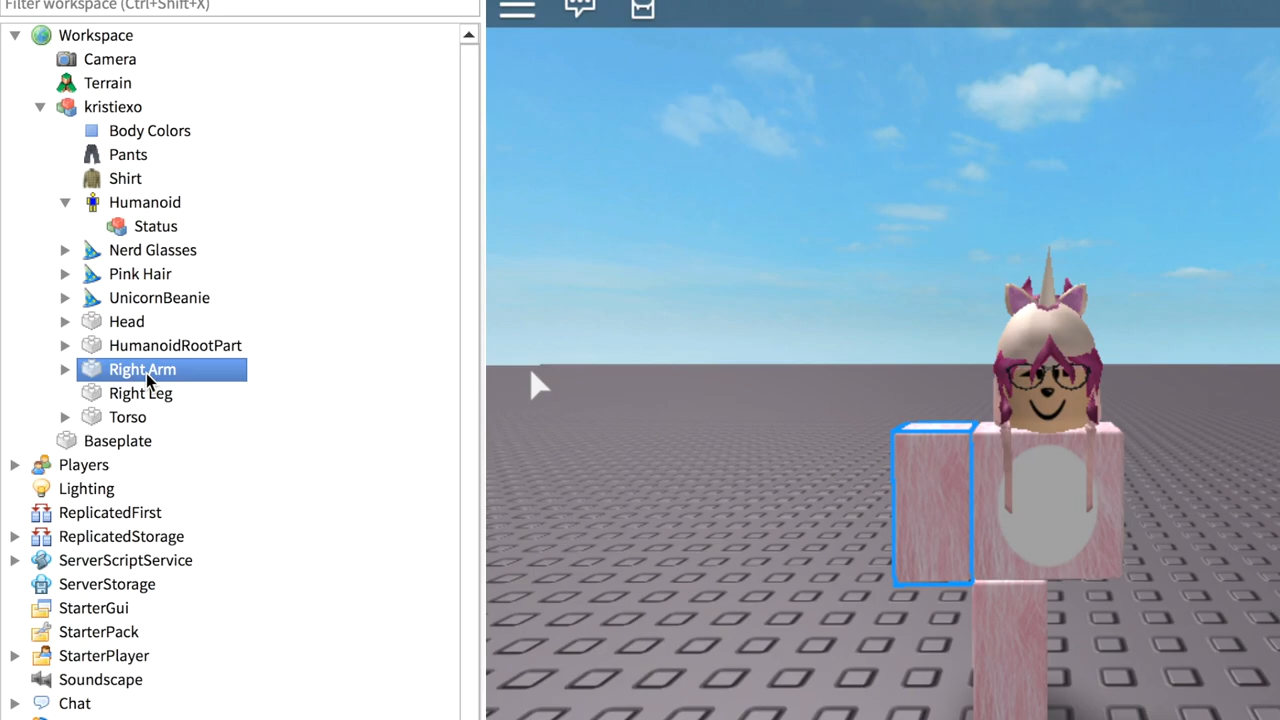 Filter workspace (Ctrl+Shift+X)
Workspace
Camera
Terrain
kristiexo
Body Colors
Pants
Shirt
Humanoid
Status
Nerd Glasses
Pink Hair
UnicornBeanie
Head
HumanoidRootPart
Right Arm
Right Leg
Torso
Baseplate
Players
Lighting
ReplicatedFirst
ReplicatedStorage
ServerScriptService
ServerStorage
StarterGui
StarterPack
StarterPlayer
Soundscape
Chat